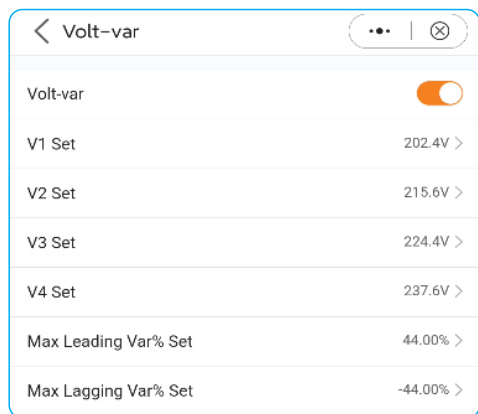 Volt-var
Volt-var
V1 Set 202.4V
V2 Set 215.6V
V3 Set 224.4V
V4 Set 237.6V
Max Leading Var% Set 44.00%
Max Lagging Var% Set -44.00%